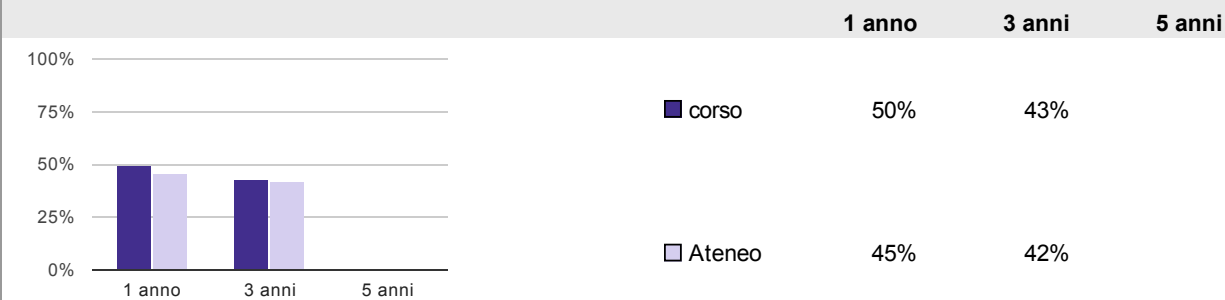 1 anno 3 anni 5 anni
100%
75%
50%
25%
0%
1 anno 3 anni 5 anni
corso 50% 43%
Ateneo 45% 42%